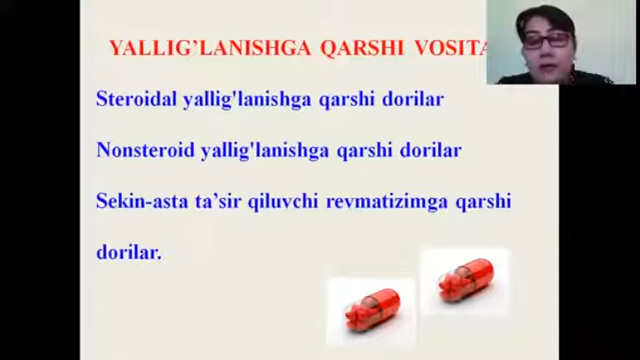 YALLIG’LANISHGA QARSHI
Steroidal yallig'lanishga qarshi dorilar
Nonsteroid yallig'lanishga qarshi dorilar
Sekin-asta ta’sir qiluvchi revmatizimga qarshi
dorilar.